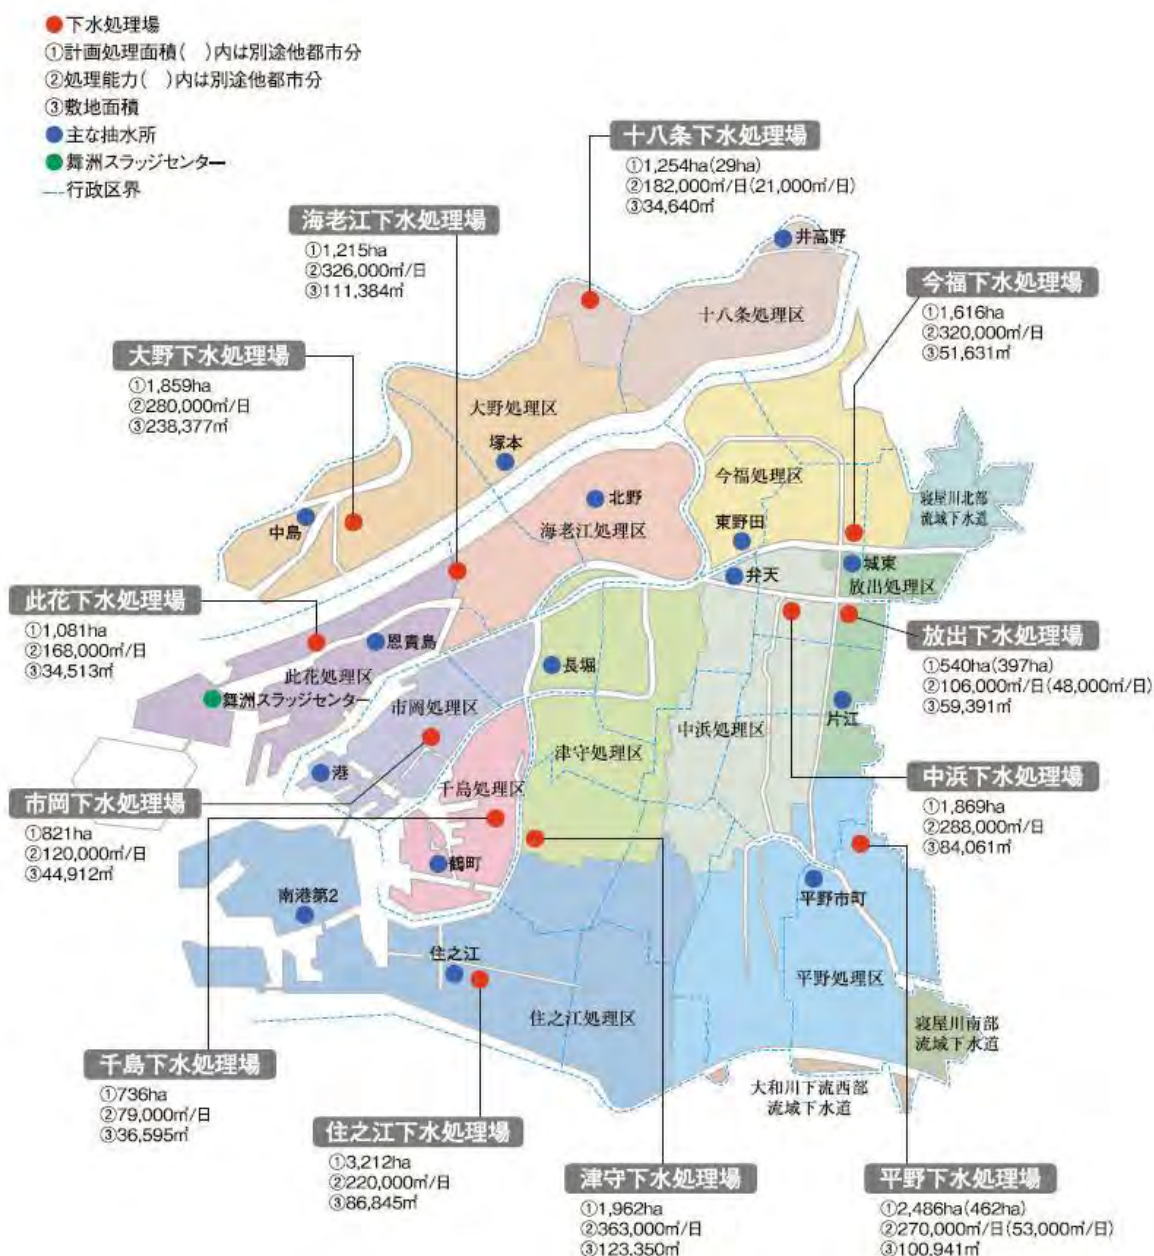 下水処理場
①計画処理面積( )内は別途他都市分
②処理能力( )内は別途他都市分
③敷地面積
主な抽水所
舞洲スラッジセンター
行政区界
十八条下水処理場
①1,254ha(29ha)
②182,000㎥/日(21,000㎥/日)
③34,640㎡
海老江下水処理場
①1,215ha
②326,000㎥/日
③111,384㎡
井高野
今福下水処理場
①1,616ha
②320,000㎥/日
③51,631㎡
十八条処理区
大野下水処理場
①1,859ha
②280,000㎥/日
③238,377㎡
大野処理区
塚本
今福処理区
北野
寝屋川北部
流域下水道
中島
海老江処理区
東野田
城東
弁天
放出処理区
此花下水処理場
①1,081ha
②168,000㎥/日
③34,513㎡
恩貴島
放出下水処理場
①540ha(397ha)
②106,000㎥/日(48,000㎥/日)
③59,391㎡
此花処理区
舞洲スラッジセンター
長堀
市岡処理区
片江
中浜処理区
津守処理区
港
千島処理区
中浜下水処理場
①1,869ha
②288,000㎥/日
③84,061㎡
市岡下水処理場
①821ha
②120,000㎥/日
③44,912㎡
鶴町
平野市町
南港第2
住之江
平野処理区
住之江処理区
寝屋川南部
流域下水道
千島下水処理場
①736ha
②79,000㎥/日
③36,595㎡
大和川下流西部
流域下水道
住之江下水処理場
①3,212ha
②220,000㎥/日
③86,845㎡
津守下水処理場
①1,962ha
②363,000㎥/日
③123,350㎡
平野下水処理場
①2,486ha(462ha)
②270,000㎥/日(53,000㎥/日)
③100,941㎡